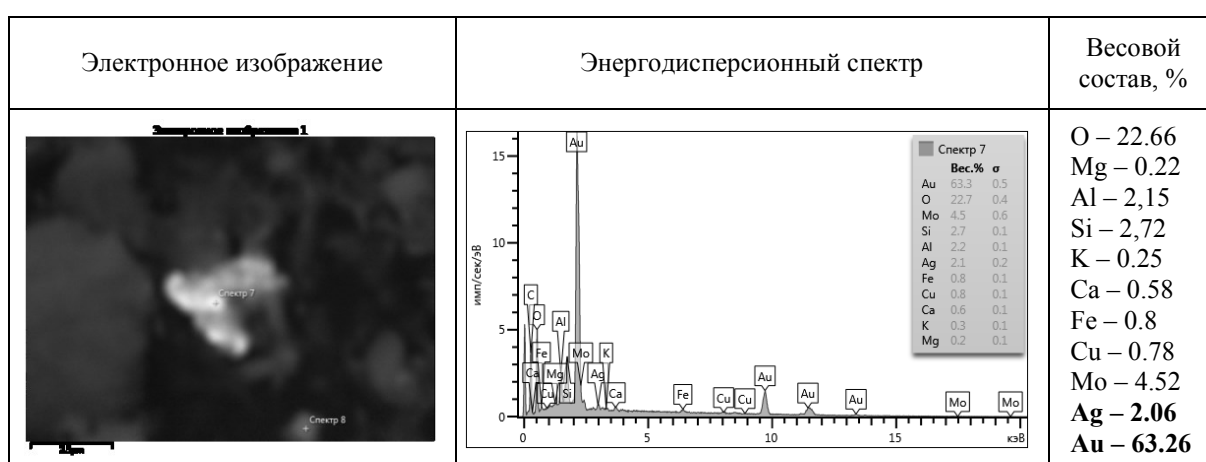 Электронное изображение
Энергодисперсионный спектр
Весовой
состав, %
Электронное изображение 1
Спектр 7
Спектр 8
15
10
5
0
имп/сек/эВ
Au
C
O
Al
Fe
Mo
K
Ca
Mg
Ag
Cu
Si
Ca
Fe
Cu
Cu
Au
Au
Au
Mo
Mo
0
5
10
15
кэВ
Спектр 7
Вес.% σ
Au 63.3 0.5
O 22.7 0.4
Mo 4.5 0.6
Si 2.7 0.1
Al 2.2 0.1
Ag 2.1 0.2
Fe 0.8 0.1
Cu 0.8 0.1
Ca 0.6 0.1
K 0.3 0.1
Mg 0.2 0.1
O – 22.66
Mg – 0.22
Al – 2,15
Si – 2,72
K – 0.25
Ca – 0.58
Fe – 0.8
Cu – 0.78
Mo – 4.52
Ag – 2.06
Au – 63.26